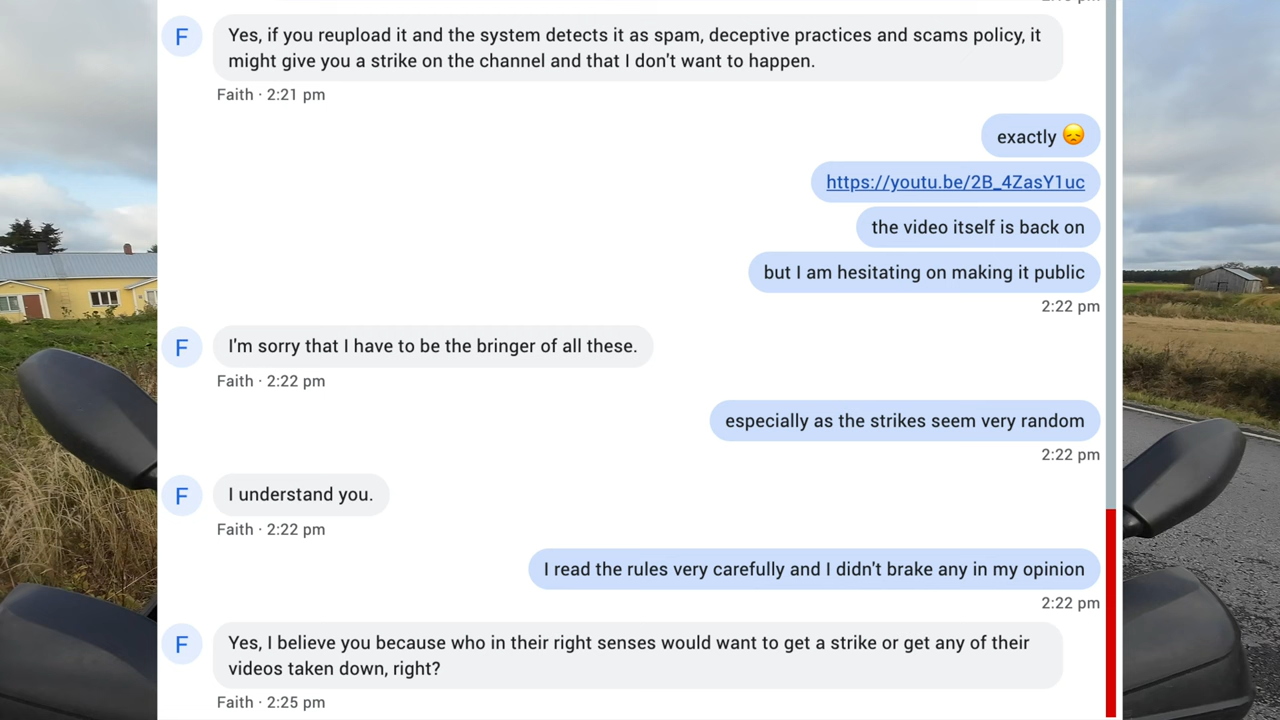 F
Yes, if you reupload it and the system detects it as spam, deceptive practices and scams policy, it
might give you a strike on the channel and that I don't want to happen.
Faith · 2:21 pm
exactly 😞
https://youtu.be/2B_4ZasY1uc
the video itself is back on
but I am hesitating on making it public
2:22 pm
F
I'm sorry that I have to be the bringer of all these.
Faith · 2:22 pm
especially as the strikes seem very random
2:22 pm
F
I understand you.
Faith · 2:22 pm
I read the rules very carefully and I didn't brake any in my opinion
2:22 pm
F
Yes, I believe you because who in their right senses would want to get a strike or get any of their
videos taken down, right?
Faith · 2:25 pm